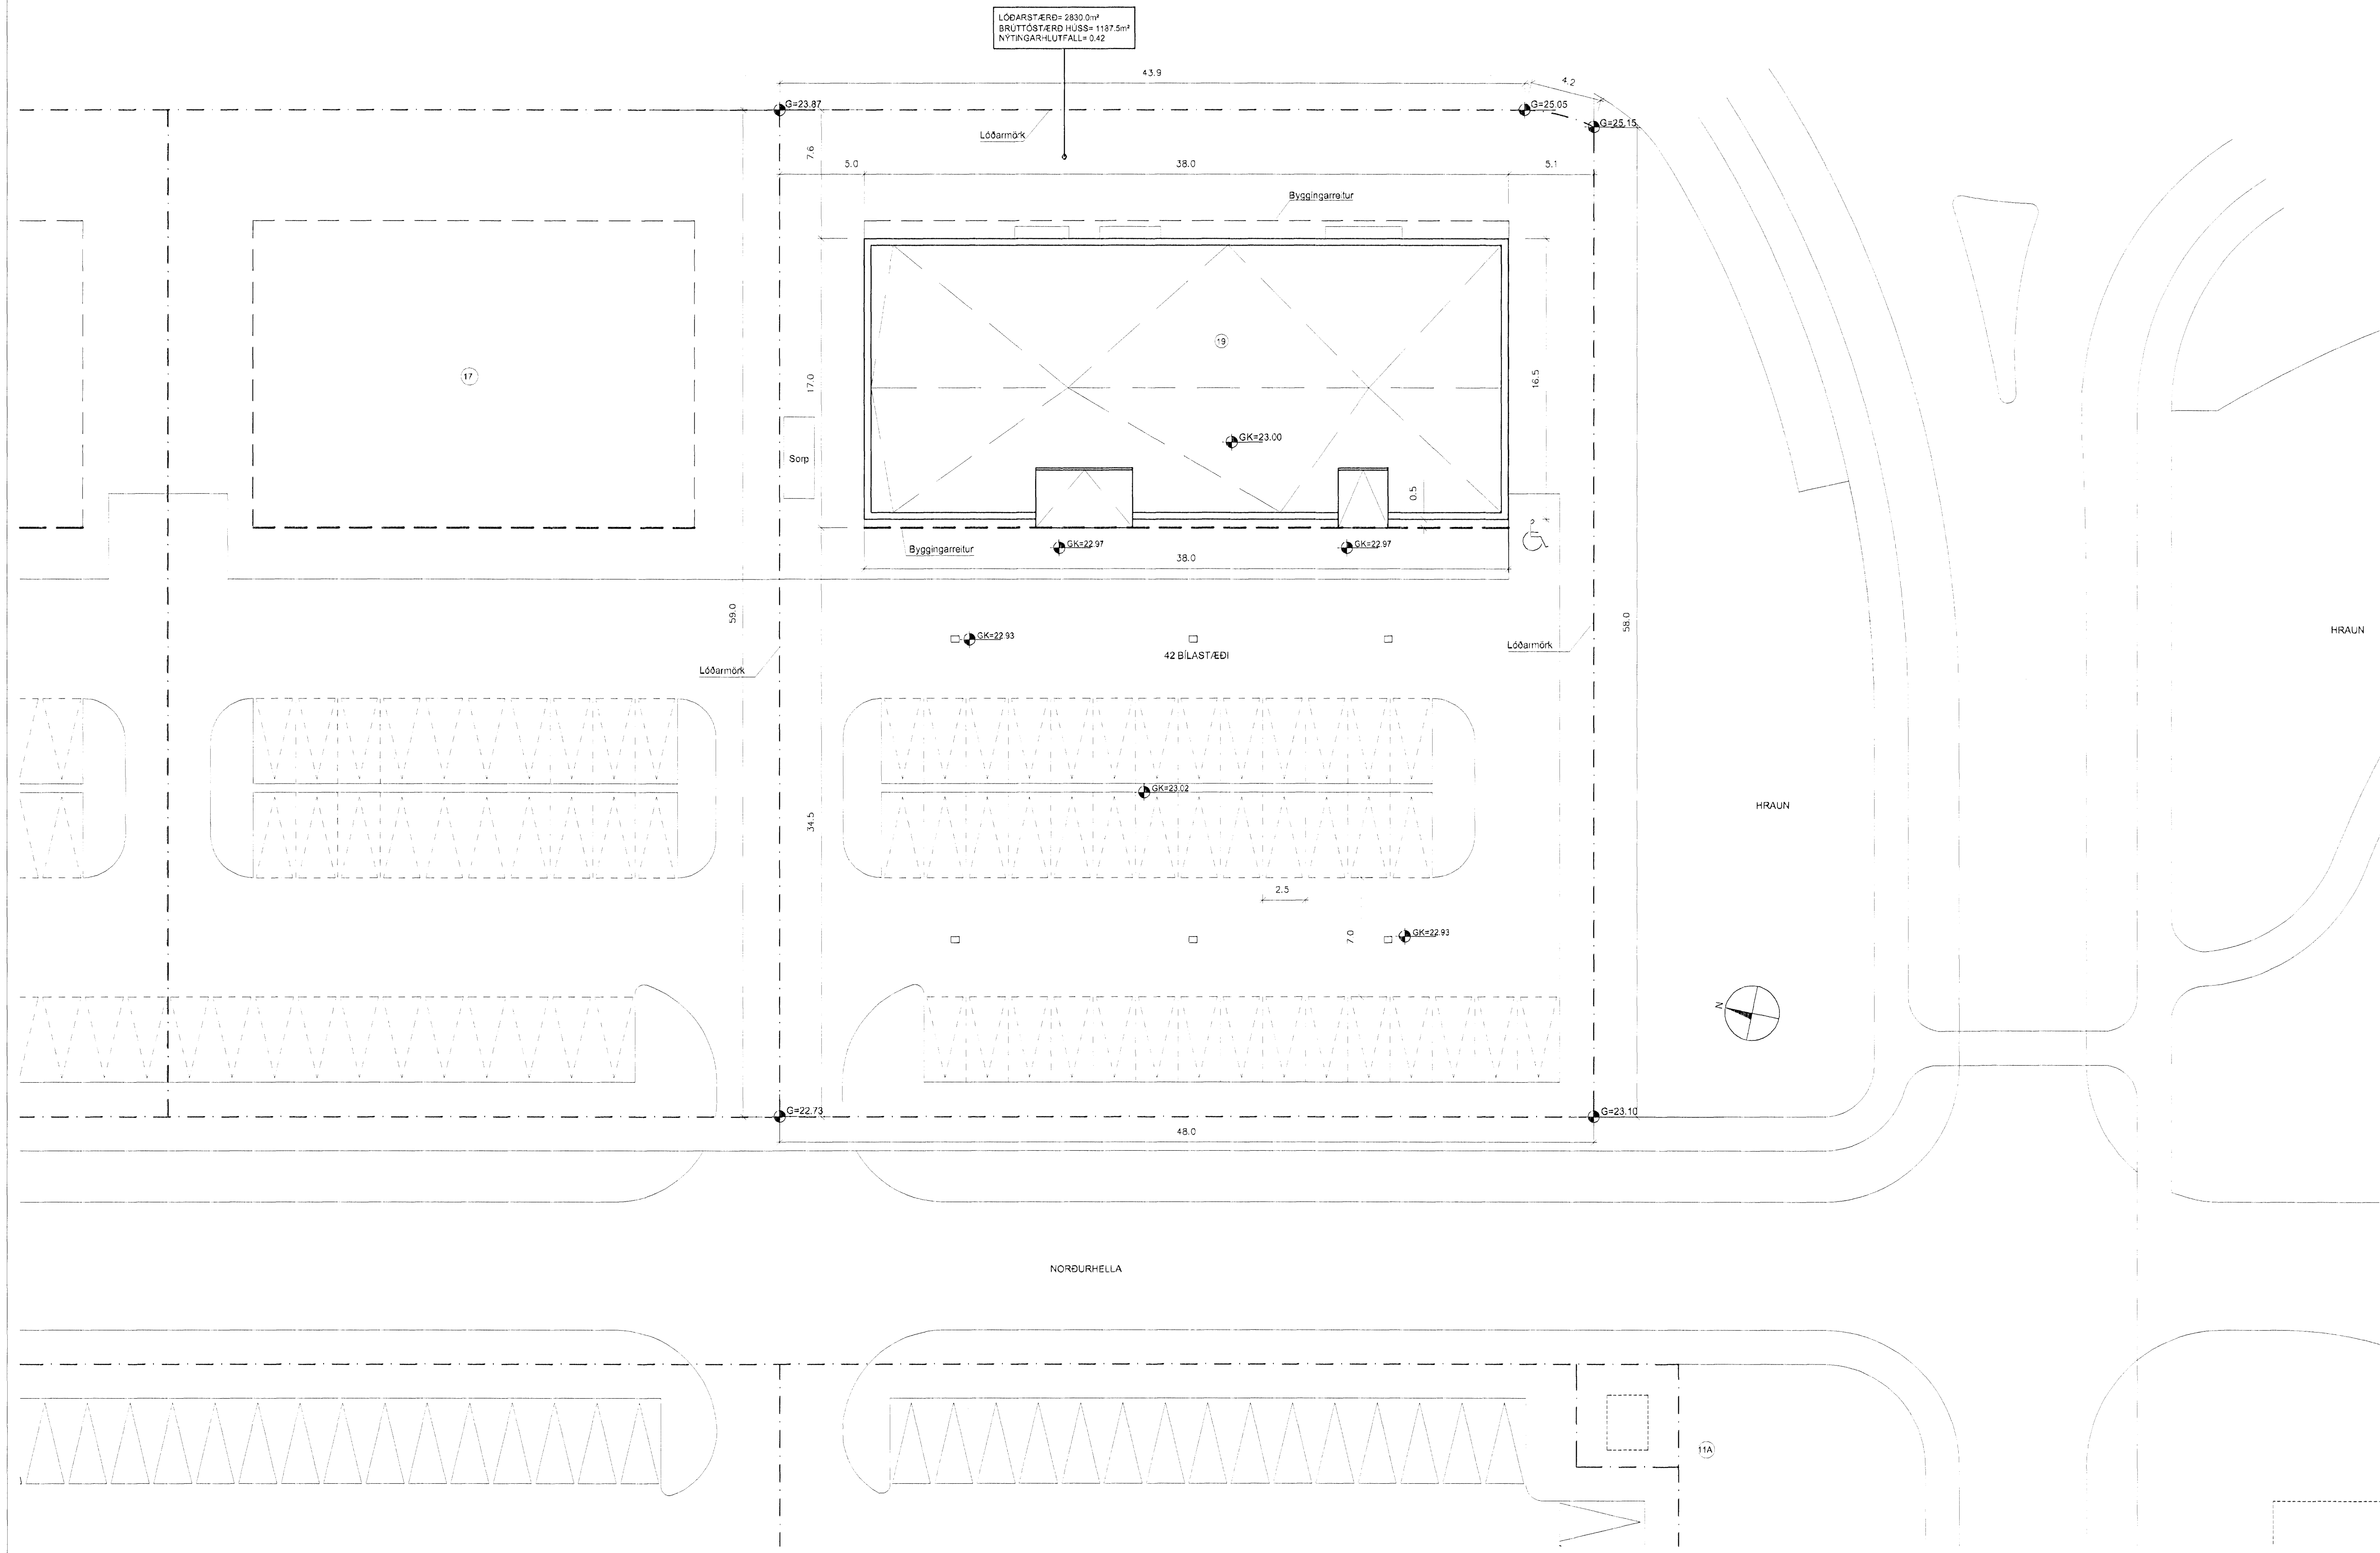 LÓÐARSTÆRÐ= 2830.0m²
BRÚTTÓSTÆRÐ HÚSS= 1187.5m²
NÝTINGARHLUTFALL= 0.42
43.9
4.2
G=23.87
G=25.05
G=25.15
Lóðarmörk
7.6
5.0
38.0
5.1
Byggingarreitur
19
17
17.0
16.5
GK=23.00
Sorp
0.5
Byggingarreitur
GK=22.97
GK=22.97
38.0
59.0
58.0
HRAUN
GK=22.93
42 BÍLASTÆÐI
Lóðarmörk
Lóðarmörk
GK=23.02
HRAUN
34.5
2.5
7.0
GK=22.93
N
G=22.73
G=23.10
48.0
NORÐURHELLA
11A